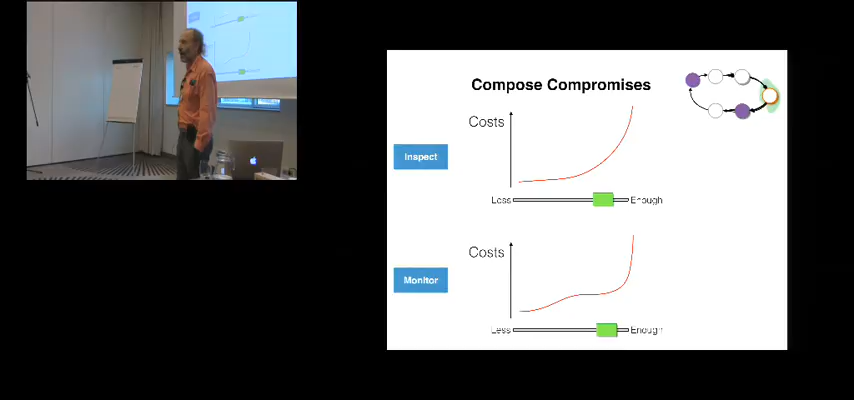 Compose Compromises
Costs
Inspect
Less
Enough
Costs
Monitor
Less
Enough